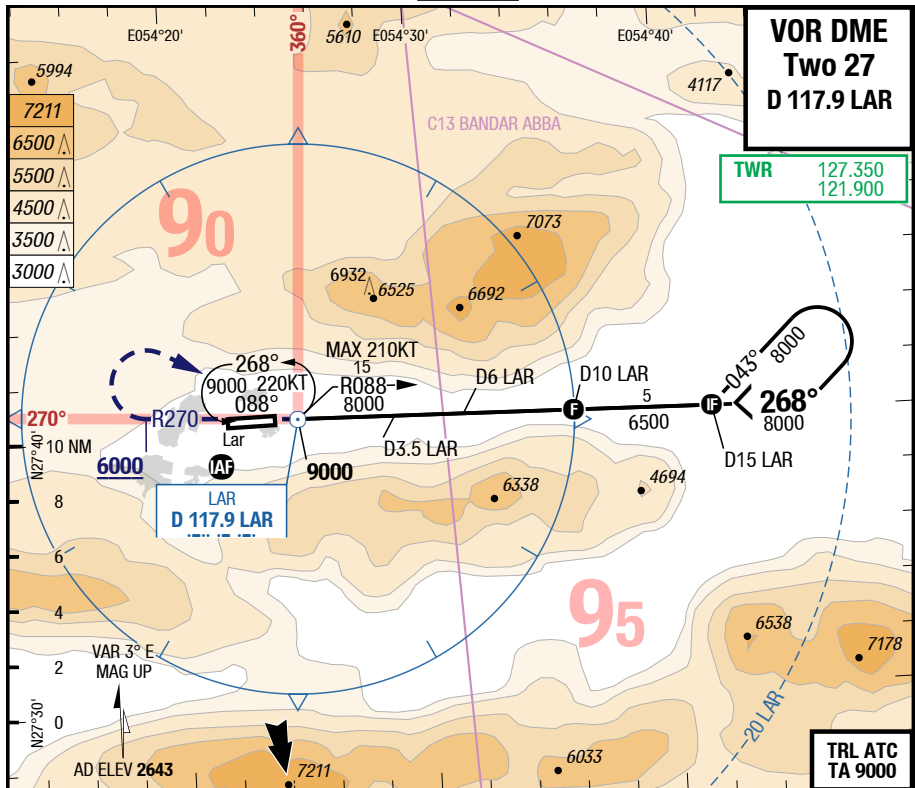 VOR DME
Two 27
D 117.9 LAR
TWR 127.350
121.900
E054°20'
360°
5610
E054°30'
E054°40'
5994
4117
7211
6500
5500
4500
3500
3000
C13 BANDAR ABBA
90
7073
6932
6525
6692
MAX 210KT
15
R088
8000
268°
9000 220KT
088°
D6 LAR
D10 LAR
043°
8000
5
6500
F
IF
268°
8000
270°
R270
Lar
D3.5 LAR
D15 LAR
N27°40'
10 NM
6000
IAF
9000
LAR
D 117.9 LAR
6338
4694
8
6
4
2
0
95
6538
7178
VAR 3° E
MAG UP
N27°30'
20 LAR
AD ELEV 2643
7211
6033
TRL ATC
TA 9000